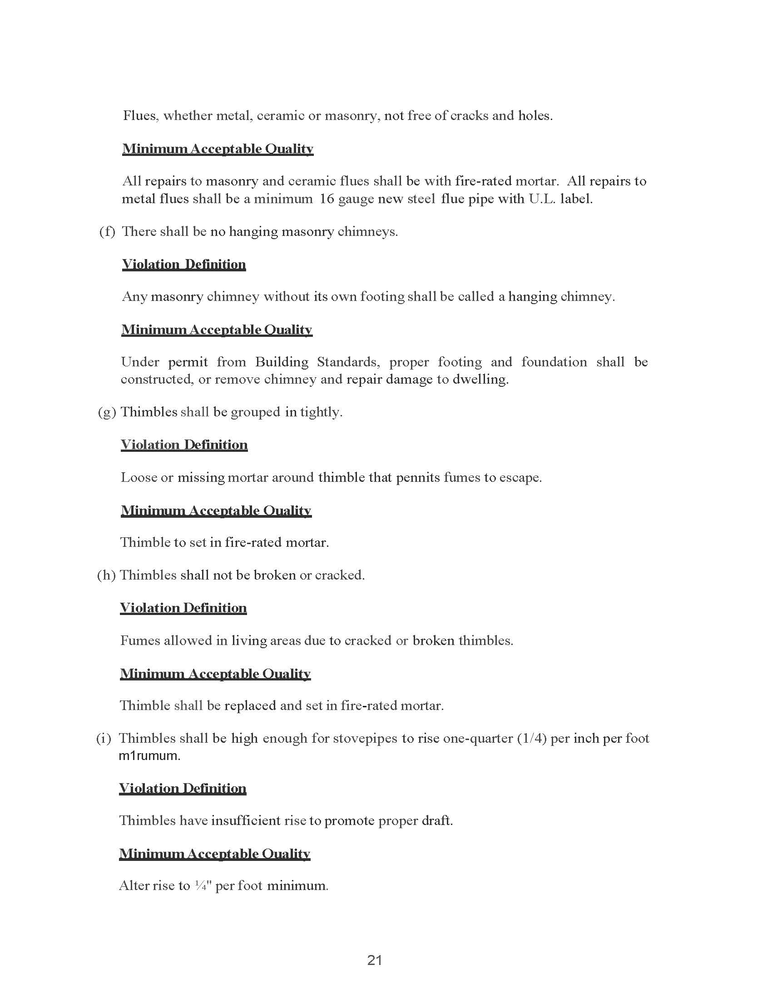 Flues, whether metal, ceramic or masonry, not free of cracks and holes.
Minimum Acceptable Quality
All repairs to masonry and ceramic flues shall be with fire-rated mortar. All repairs to
metal flues shall be a minimum 16 gauge new steel flue pipe with U.L. label.
(f) There shall be no hanging masonry chimneys.
Violation Definition
Any masonry chimney without its own footing shall be called a hanging chimney.
Minimum Acceptable Quality
Under permit from Building Standards, proper footing and foundation shall be
constructed, or remove chimney and repair damage to dwelling.
(g) Thimbles shall be grouped in tightly.
Violation Definition
Loose or missing mortar around thimble that pennits fumes to escape.
Minimum Acceptable Quality
Thimble to set in fire-rated mortar.
(h) Thimbles shall not be broken or cracked.
Violation Definition
Fumes allowed in living areas due to cracked or broken thimbles.
Minimum Acceptable Quality
Thimble shall be replaced and set in fire-rated mortar.
(i) Thimbles shall be high enough for stovepipes to rise one-quarter (1/4) per inch per foot
m1rumum.
Violation Definition
Thimbles have insufficient rise to promote proper draft.
Minimum Acceptable Quality
Alter rise to ¼" per foot minimum.
21